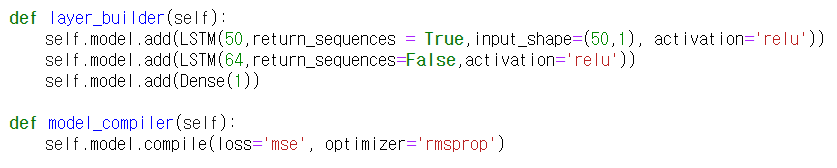 def layer_builder(self):
    self.model.add(LSTM(50,return_sequences = True,input_shape=(50,1), activation='relu'))
    self.model.add(LSTM(64,return_sequences=False,activation='relu'))
    self.model.add(Dense(1))
def model_compiler(self):
    self.model.compile(loss='mse', optimizer='rmsprop')